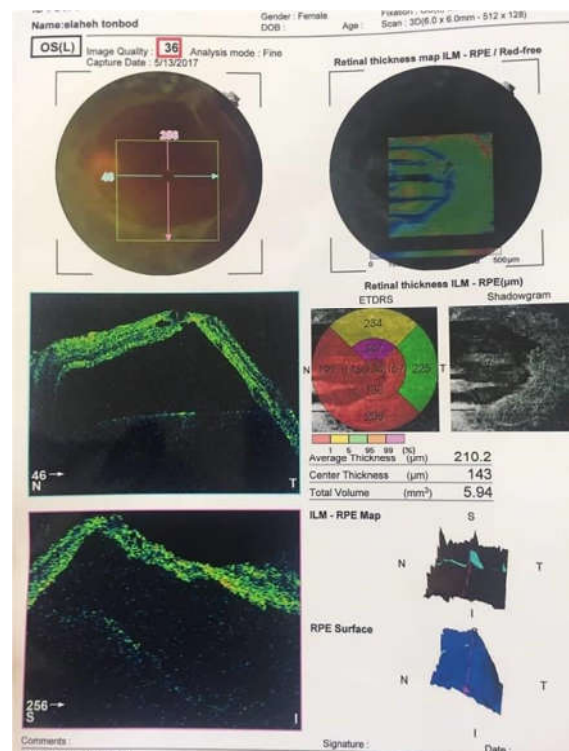 Name:elaheh tonbod
Gender : Female
DOB :
Age :
Scan : 3D(6.0 x 6.0mm - 512 x 128)
OS(L)
Image Quality : 36 Analysis mode : Fine
Capture Date : 5/13/2017
Retinal thickness map ILM - RPE / Red-free
256
46
0
500µm
Retinal thickness ILM - RPE(µm)
ETDRS Shadowgram
N
284
225
T
46
N T
1 5 95 99 (%)
Average Thickness (µm) 210.2
Center Thickness (µm) 143
Total Volume (mm³) 5.94
ILM - RPE Map
S
N T
I
RPE Surface
S
N T
I
256
S I
Comments :
Signature :
Date :